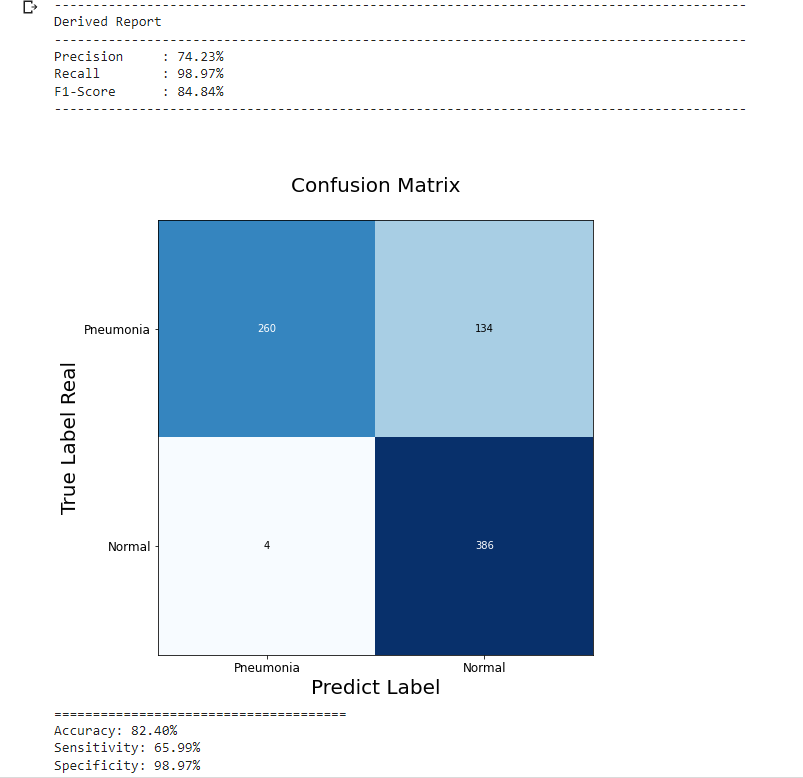 ---------------------------------------------------------------------------------------
Derived Report
---------------------------------------------------------------------------------------
Precision     : 74.23%
Recall        : 98.97%
F1-Score      : 84.84%
---------------------------------------------------------------------------------------
Confusion Matrix
Pneumonia
260
134
True Label Real
Normal
4
386
Pneumonia
Normal
Predict Label
======================================
Accuracy: 82.40%
Sensitivity: 65.99%
Specificity: 98.97%